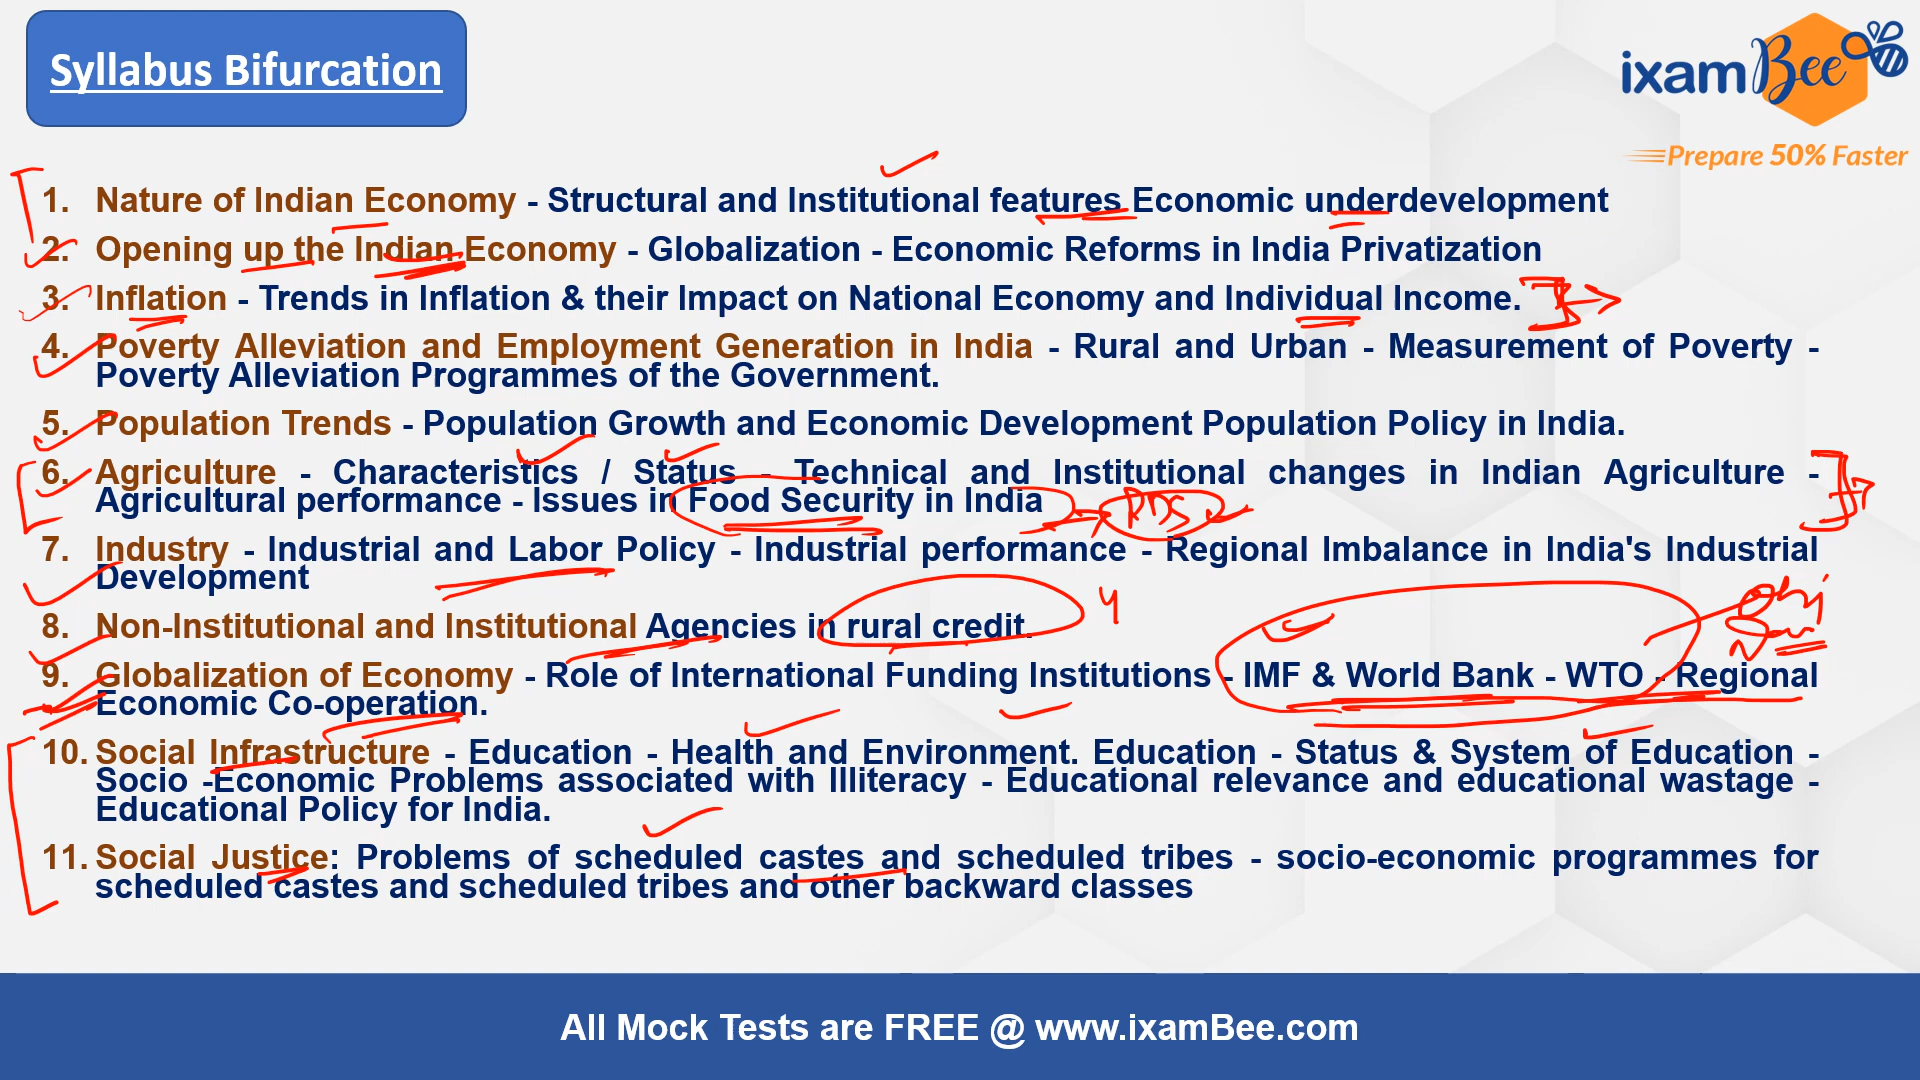 Syllabus Bifurcation
ixamBee
Prepare 50% Faster
1. Nature of Indian Economy - Structural and Institutional features Economic underdevelopment
2. Opening up the Indian Economy - Globalization - Economic Reforms in India Privatization
3. Inflation - Trends in Inflation & their Impact on National Economy and Individual Income.
4. Poverty Alleviation and Employment Generation in India - Rural and Urban - Measurement of Poverty -
Poverty Alleviation Programmes of the Government.
5. Population Trends - Population Growth and Economic Development Population Policy in India.
6. Agriculture - Characteristics / Status - Technical and Institutional changes in Indian Agriculture -
Agricultural performance - Issues in Food Security in India
PDS
7. Industry - Industrial and Labor Policy - Industrial performance - Regional Imbalance in India's Industrial
Development
8. Non-Institutional and Institutional Agencies in rural credit.
9. Globalization of Economy - Role of International Funding Institutions - IMF & World Bank - WTO - Regional
Economic Co-operation.
10. Social Infrastructure - Education - Health and Environment. Education - Status & System of Education -
Socio -Economic Problems associated with Illiteracy - Educational relevance and educational wastage -
Educational Policy for India.
11. Social Justice: Problems of scheduled castes and scheduled tribes - socio-economic programmes for
scheduled castes and scheduled tribes and other backward classes
All Mock Tests are FREE @ www.ixamBee.com